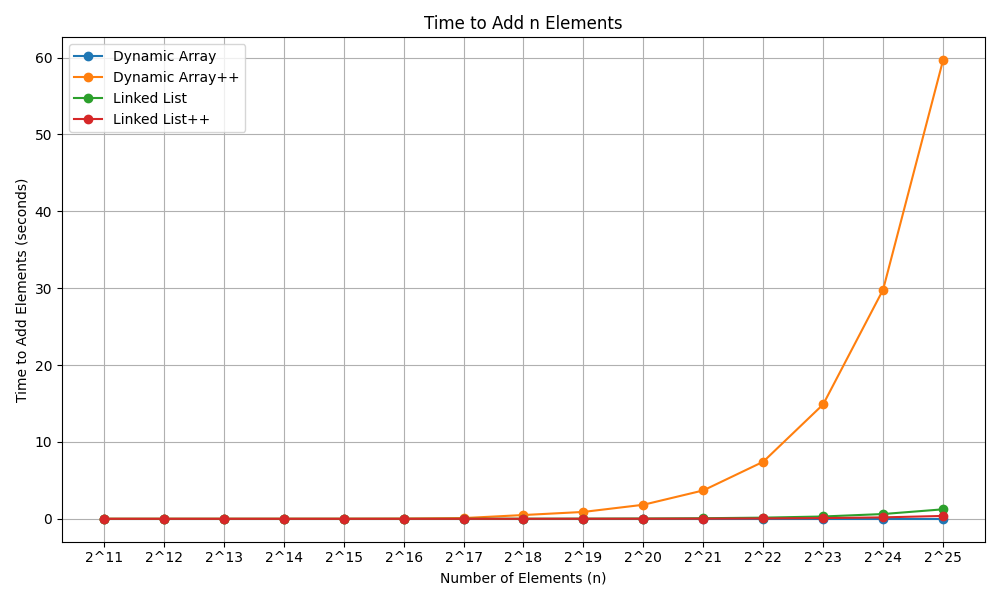 Time to Add n Elements
Dynamic Array
Dynamic Array++
Linked List
Linked List++
Time to Add Elements (seconds)
60
50
40
30
20
10
0
2^11 2^12 2^13 2^14 2^15 2^16 2^17 2^18 2^19 2^20 2^21 2^22 2^23 2^24 2^25
Number of Elements (n)